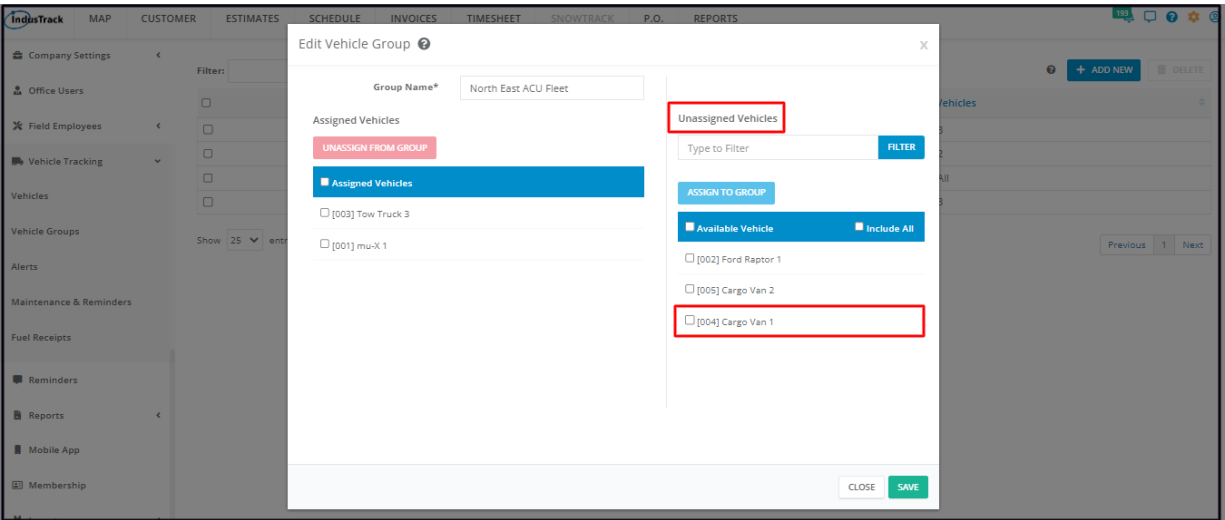 IndusTrack MAP CUSTOMER ESTIMATES SCHEDULE INVOICES TIMESHEET SNOWTRACK P.O. REPORTS 193
Company Settings
Office Users
Field Employees
Vehicle Tracking
Vehicles
Vehicle Groups
Alerts
Maintenance & Reminders
Fuel Receipts
Reminders
Reports
Mobile App
Membership
Filter:
+ ADD NEW DELETE
Vehicles
3
2
All
3
Show 25 entr
Previous 1 Next
Edit Vehicle Group ?
X
Group Name* North East ACU Fleet
Assigned Vehicles
UNASSIGN FROM GROUP
Assigned Vehicles
[003] Tow Truck 3
[001] mu-X 1
Unassigned Vehicles
Type to Filter FILTER
ASSIGN TO GROUP
Available Vehicle Include All
[002] Ford Raptor 1
[005] Cargo Van 2
[004] Cargo Van 1
CLOSE SAVE